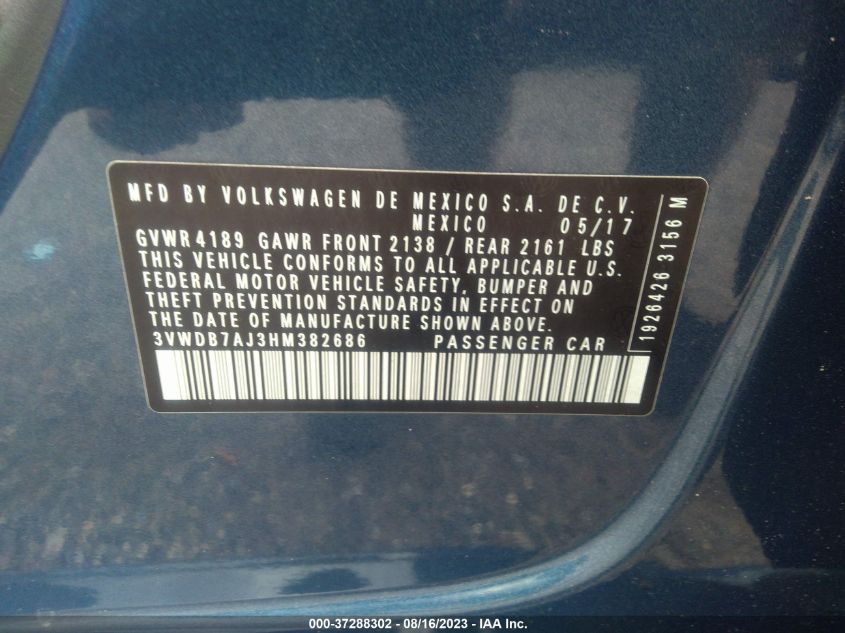 MFD BY VOLKSWAGEN DE MEXICO S.A. DE C.V.
MEXICO 05/17
GVWR 4189 GAWR FRONT 2138 / REAR 2161 LBS
THIS VEHICLE CONFORMS TO ALL APPLICABLE U.S.
FEDERAL MOTOR VEHICLE SAFETY, BUMPER AND
THEFT PREVENTION STANDARDS IN EFFECT ON
THE DATE OF MANUFACTURE SHOWN ABOVE.
3VWDB7AJ3HM382686 PASSENGER CAR
1926426 3156 M
000-37288302 - 08/16/2023 - IAA Inc.